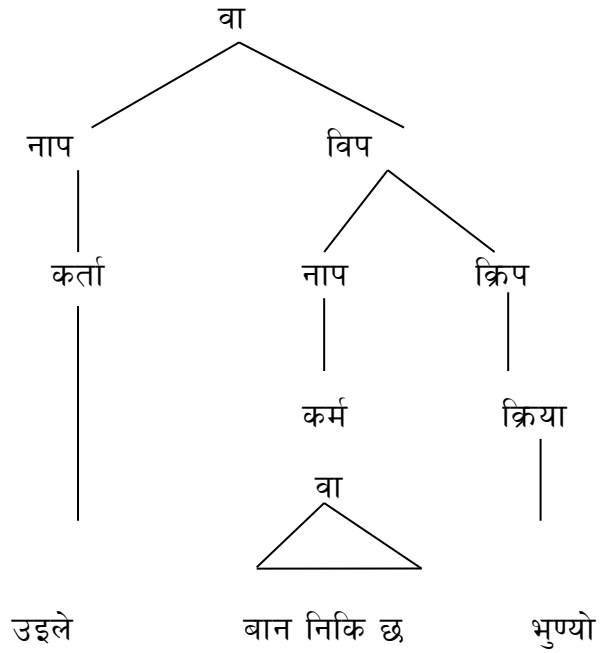 वा
नाप विप
कर्ता नाप क्रिप
कर्म क्रिया
वा
उइले बान निकि छ भुण्यो